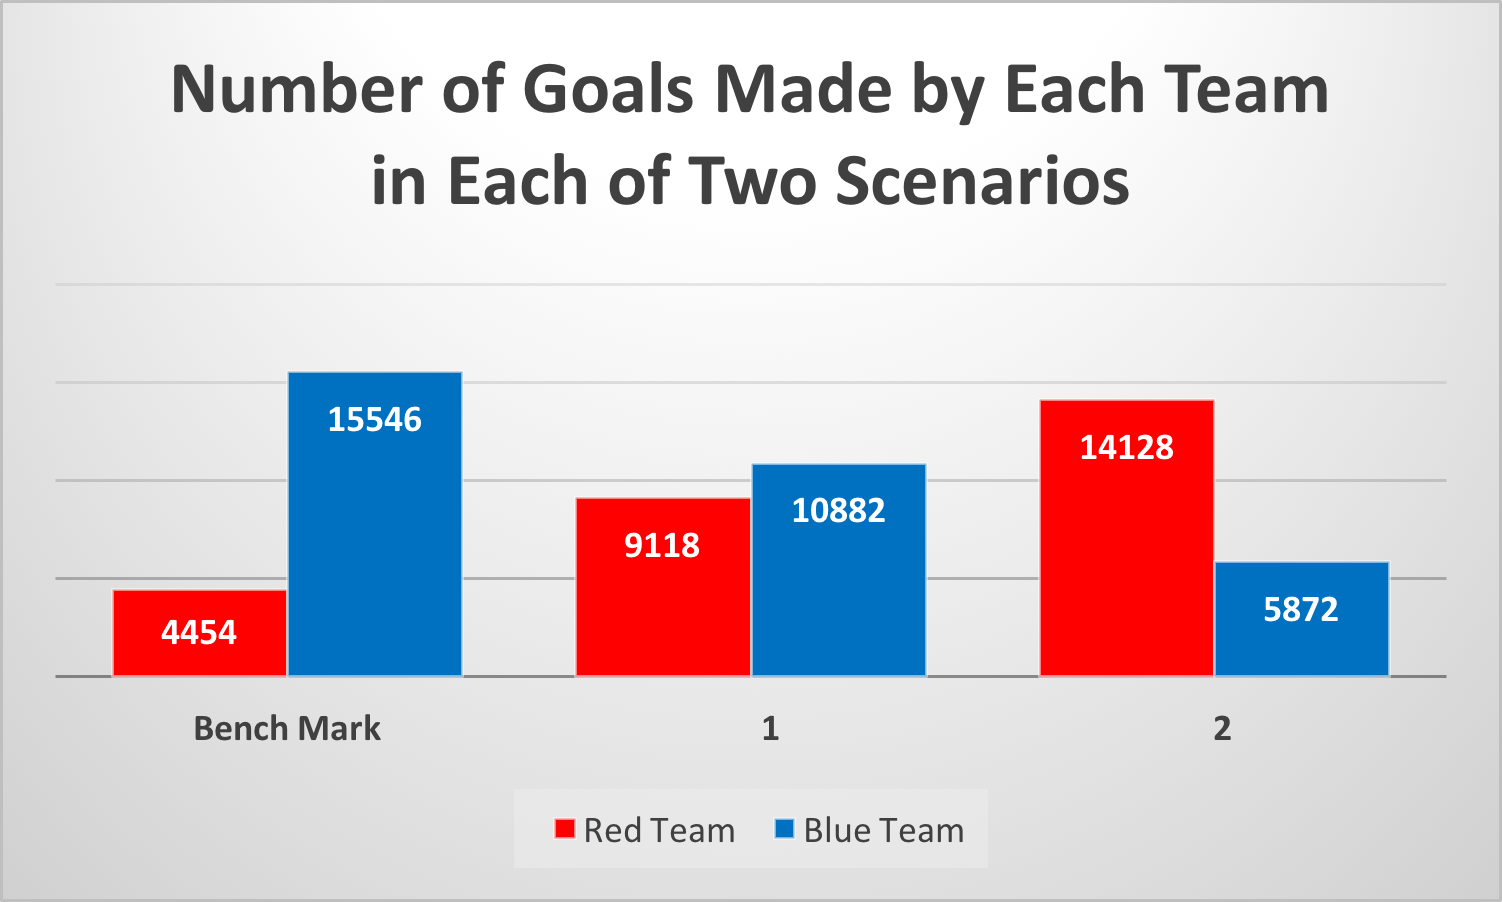 Number of Goals Made by Each Team
in Each of Two Scenarios
15546
14128
10882
9118
5872
4454
Bench Mark
1
2
Red Team
Blue Team